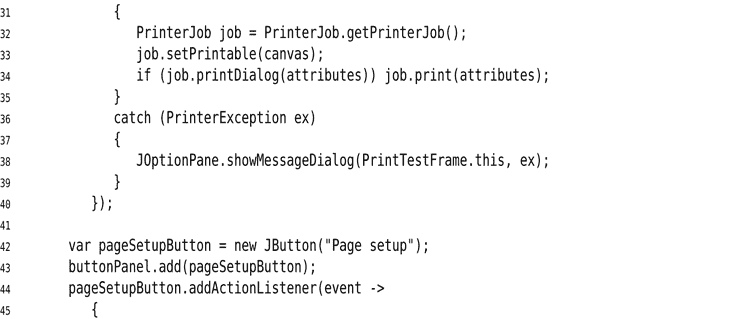 31             {
32                PrinterJob job = PrinterJob.getPrinterJob();
33                job.setPrintable(canvas);
34                if (job.printDialog(attributes)) job.print(attributes);
35             }
36             catch (PrinterException ex)
37             {
38                JOptionPane.showMessageDialog(PrintTestFrame.this, ex);
39             }
40          });
41
42       var pageSetupButton = new JButton("Page setup");
43       buttonPanel.add(pageSetupButton);
44       pageSetupButton.addActionListener(event ->
45          {